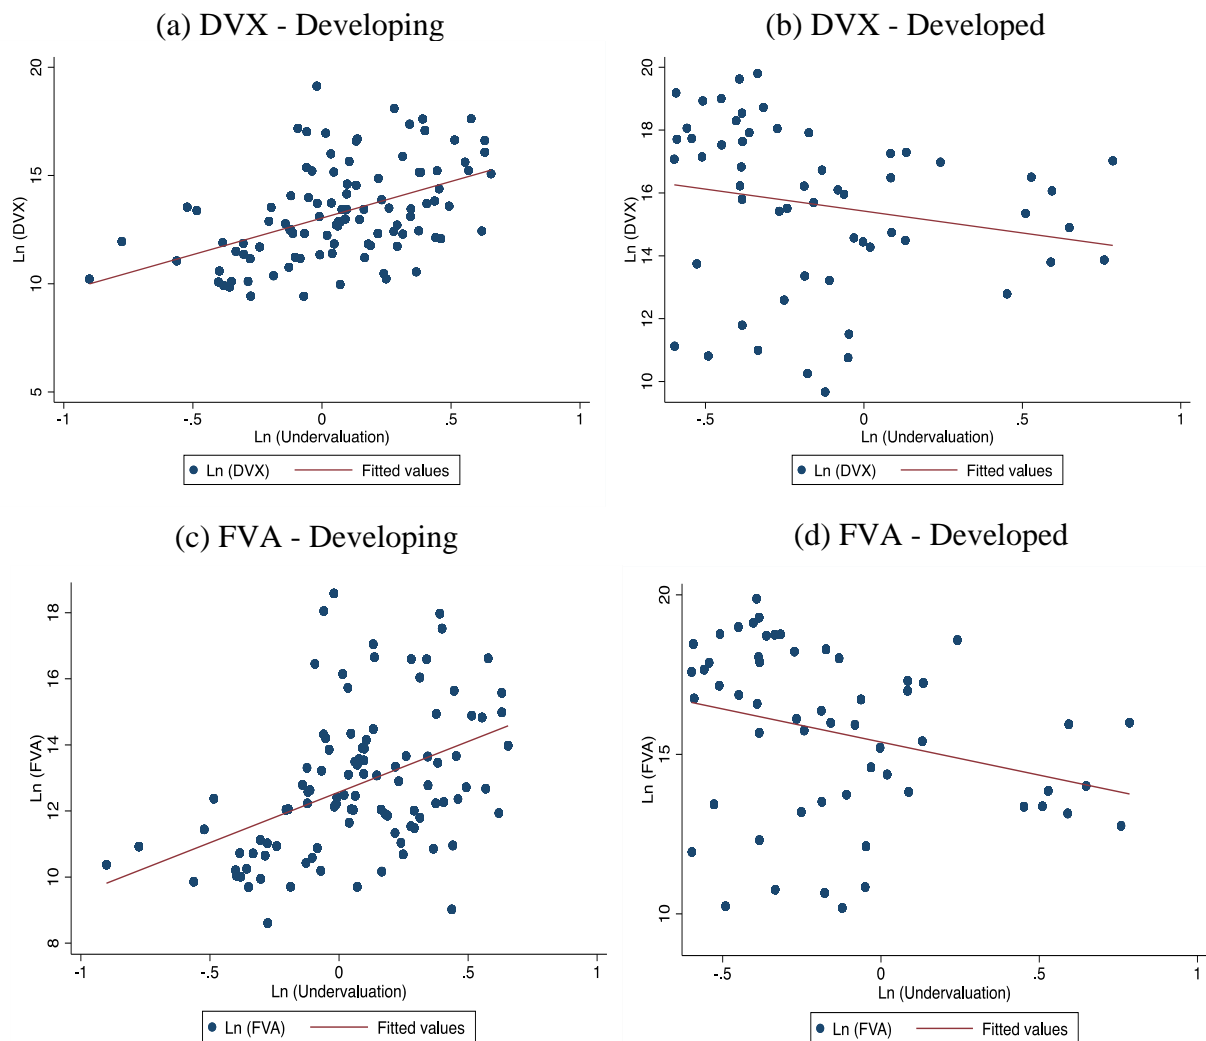 (a) DVX - Developing
(b) DVX - Developed
Ln (DVX)
20
15
10
5
-1
-.5
0
.5
1
Ln (Undervaluation)
Ln (DVX)
Fitted values
Ln (DVX)
20
18
16
14
12
10
-.5
0
.5
1
Ln (Undervaluation)
Ln (DVX)
Fitted values
(c) FVA - Developing
(d) FVA - Developed
Ln (FVA)
18
16
14
12
10
8
-1
-.5
0
.5
1
Ln (Undervaluation)
Ln (FVA)
Fitted values
Ln (FVA)
20
15
10
-.5
0
.5
1
Ln (Undervaluation)
Ln (FVA)
Fitted values